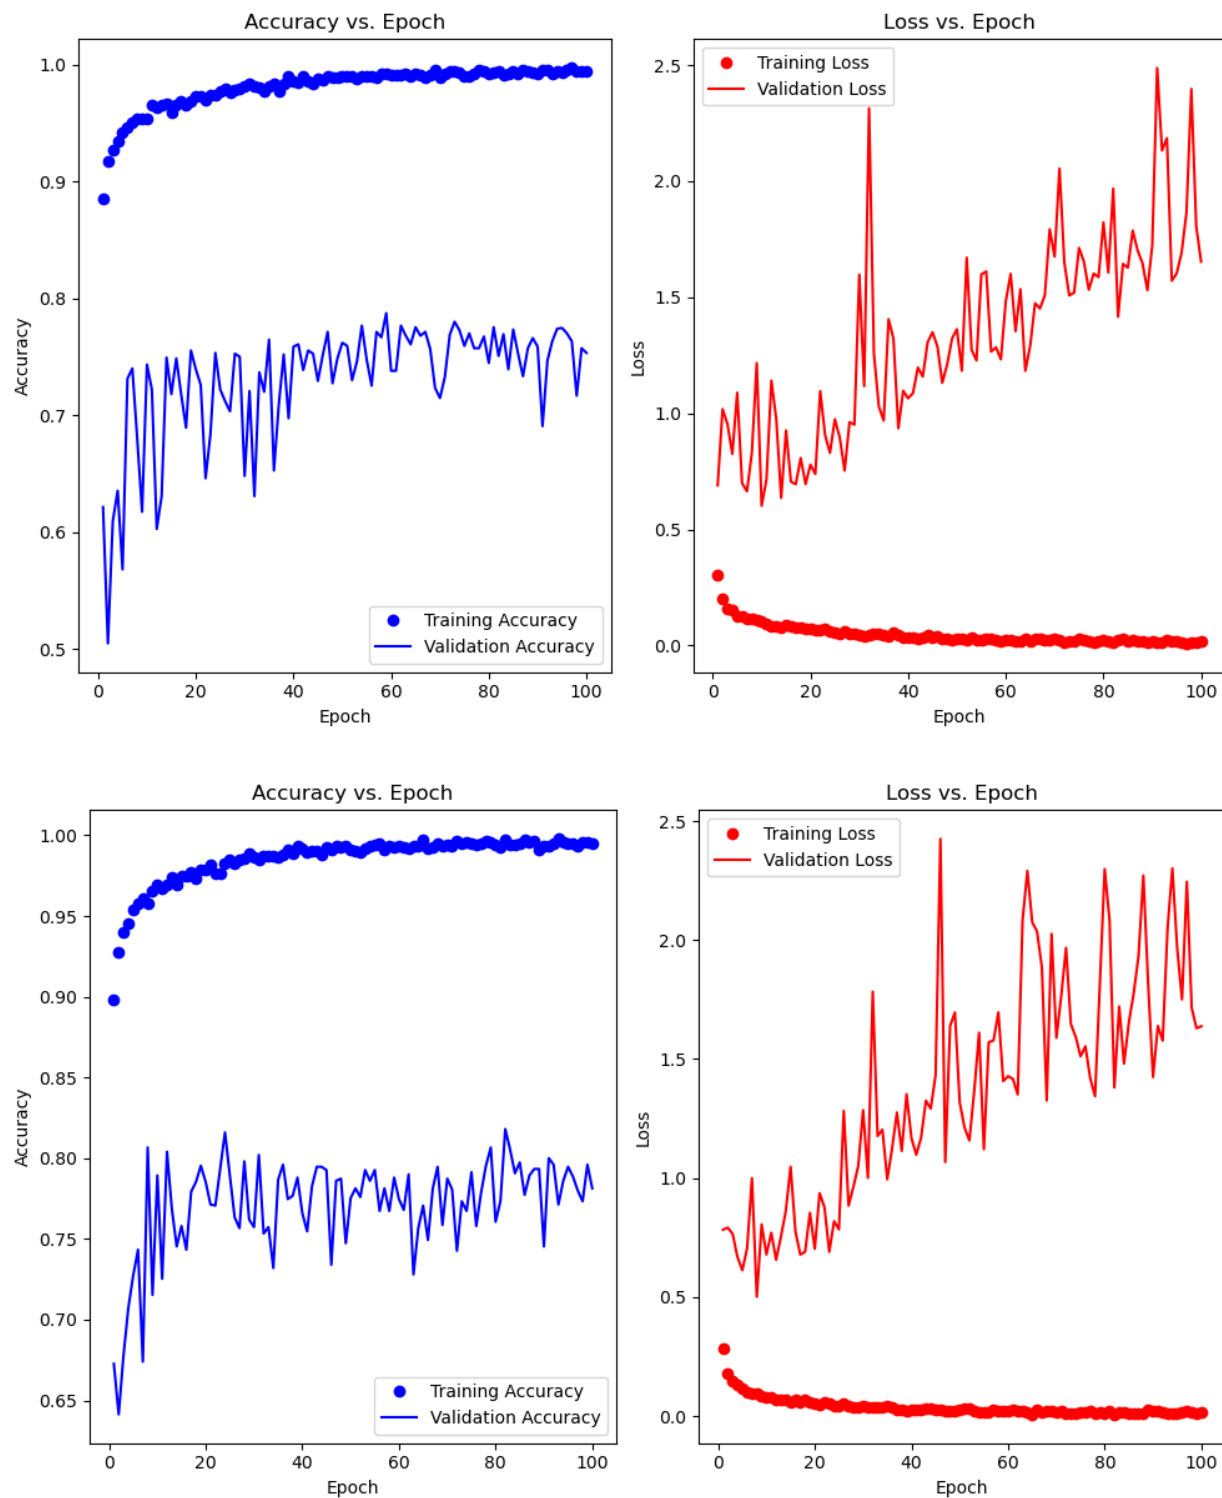 Accuracy vs. Epoch
1.0
0.9
0.8
0.7
0.6
0.5
Accuracy
Training Accuracy
Validation Accuracy
0 20 40 60 80 100
Epoch
Loss vs. Epoch
Training Loss
Validation Loss
2.5
2.0
1.5
1.0
0.5
0.0
Loss
0 20 40 60 80 100
Epoch
Accuracy vs. Epoch
1.00
0.95
0.90
0.85
0.80
0.75
0.70
0.65
Accuracy
Training Accuracy
Validation Accuracy
0 20 40 60 80 100
Epoch
Loss vs. Epoch
Training Loss
Validation Loss
2.5
2.0
1.5
1.0
0.5
0.0
Loss
0 20 40 60 80 100
Epoch